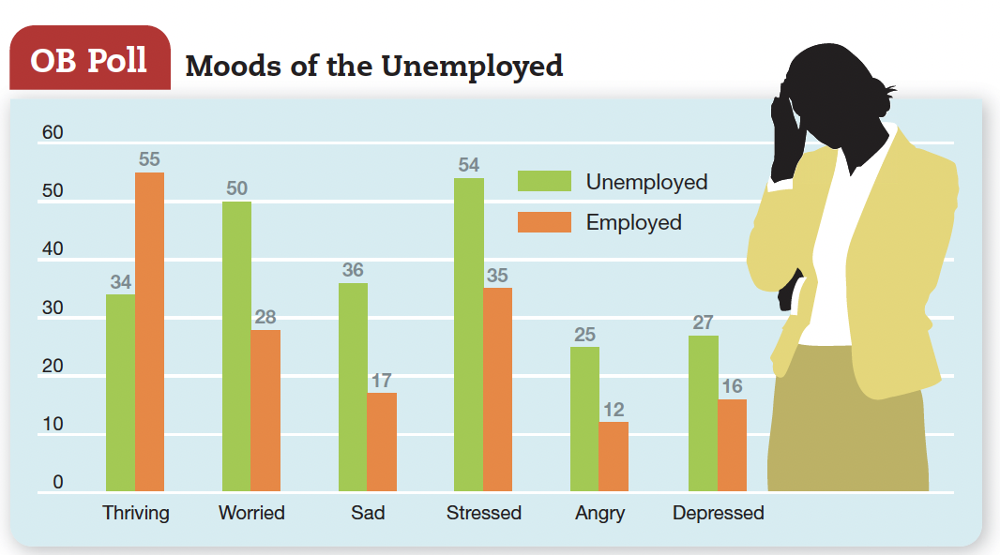 OB Poll
Moods of the Unemployed
60
50
40
30
20
10
0
34
55
50
28
36
17
54
35
25
12
27
16
Unemployed
Employed
Thriving
Worried
Sad
Stressed
Angry
Depressed